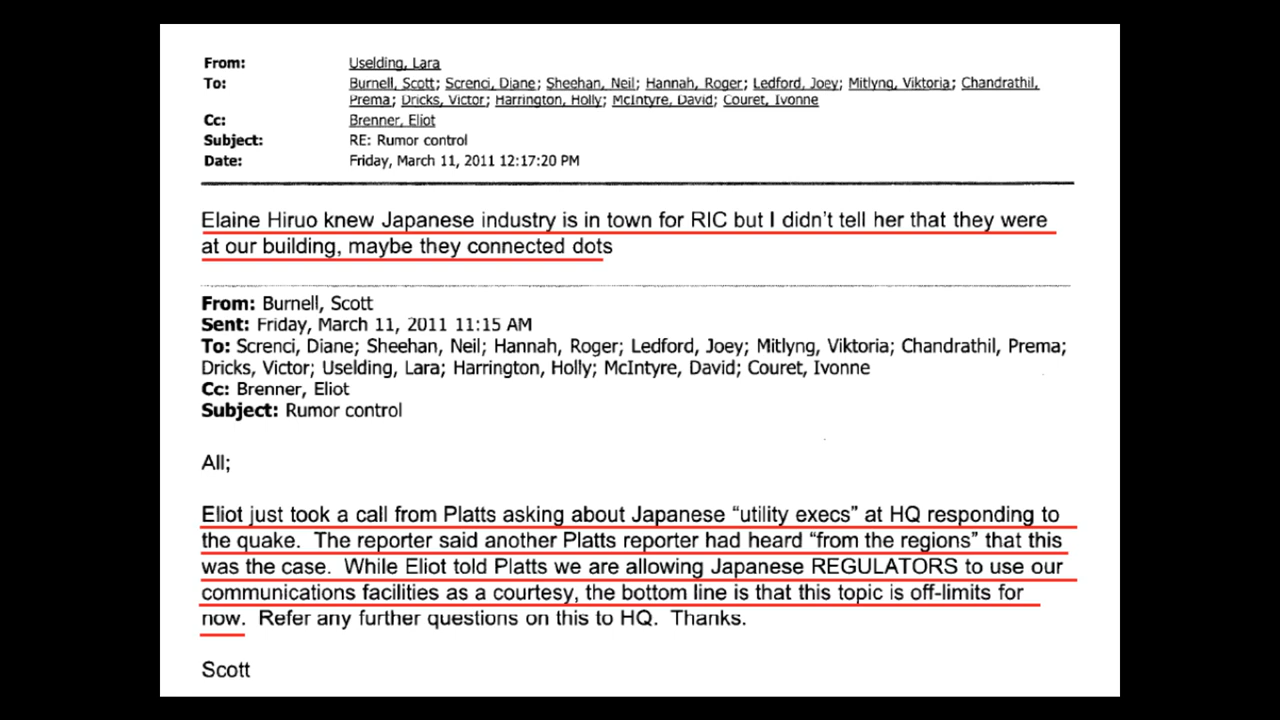 From: Uselding, Lara
To: Burnell, Scott; Screnci, Diane; Sheehan, Neil; Hannah, Roger; Ledford, Joey; Mitlyng, Viktoria; Chandrathil,
Prema; Dricks, Victor; Harrington, Holly; McIntyre, David; Couret, Ivonne
Cc: Brenner, Eliot
Subject: RE: Rumor control
Date: Friday, March 11, 2011 12:17:20 PM
Elaine Hiruo knew Japanese industry is in town for RIC but I didn't tell her that they were
at our building, maybe they connected dots
From: Burnell, Scott
Sent: Friday, March 11, 2011 11:15 AM
To: Screnci, Diane; Sheehan, Neil; Hannah, Roger; Ledford, Joey; Mitlyng, Viktoria; Chandrathil, Prema;
Dricks, Victor; Uselding, Lara; Harrington, Holly; McIntyre, David; Couret, Ivonne
Cc: Brenner, Eliot
Subject: Rumor control
All;
Eliot just took a call from Platts asking about Japanese “utility execs” at HQ responding to
the quake.  The reporter said another Platts reporter had heard “from the regions” that this
was the case.  While Eliot told Platts we are allowing Japanese REGULATORS to use our
communications facilities as a courtesy, the bottom line is that this topic is off-limits for
now.  Refer any further questions on this to HQ.  Thanks.
Scott